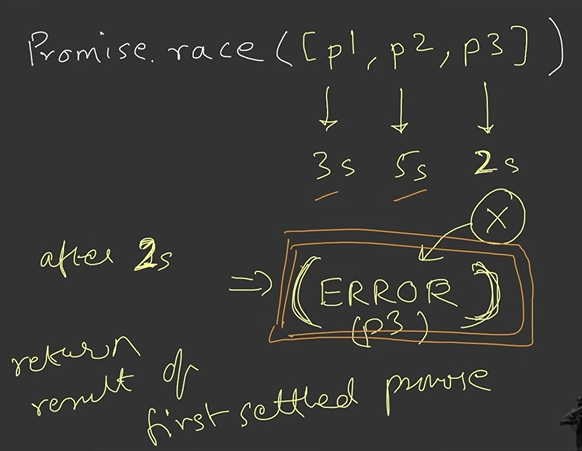 Promise.race([p1, p2, p3])
3s 5s 2s
X
after 2s => (ERROR)
(p3)
return
result of
first settled promise